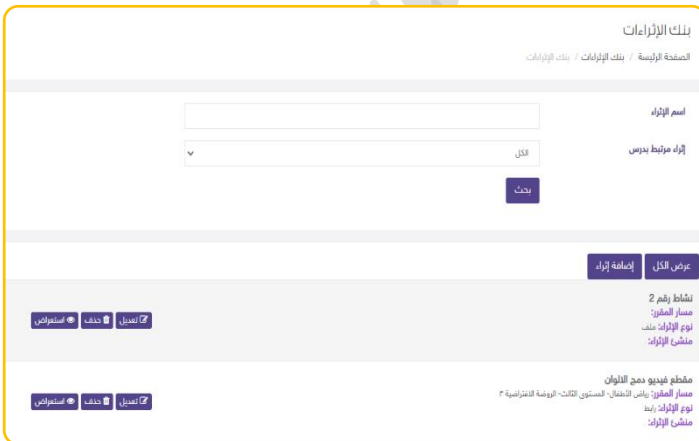 بنك الإثراءات
الصفحة الرئيسة / بنك الإثراءات / بنك الإثراءات
اسم الإثراء
إثراء مرتبط بدرس
الكل
بحث
عرض الكل
إضافة إثراء
نشاط رقم 2
مسار المقرر:
نوع الإثراء: ملف
منشئ الإثراء:
تعديل حذف استعراض
مقطع فيديو دمج الالوان
مسار المقرر: رياض الأطفال- المستوى الثالث- الروضة الافتراضية ٣
نوع الإثراء: رابط
منشئ الإثراء:
تعديل حذف استعراض